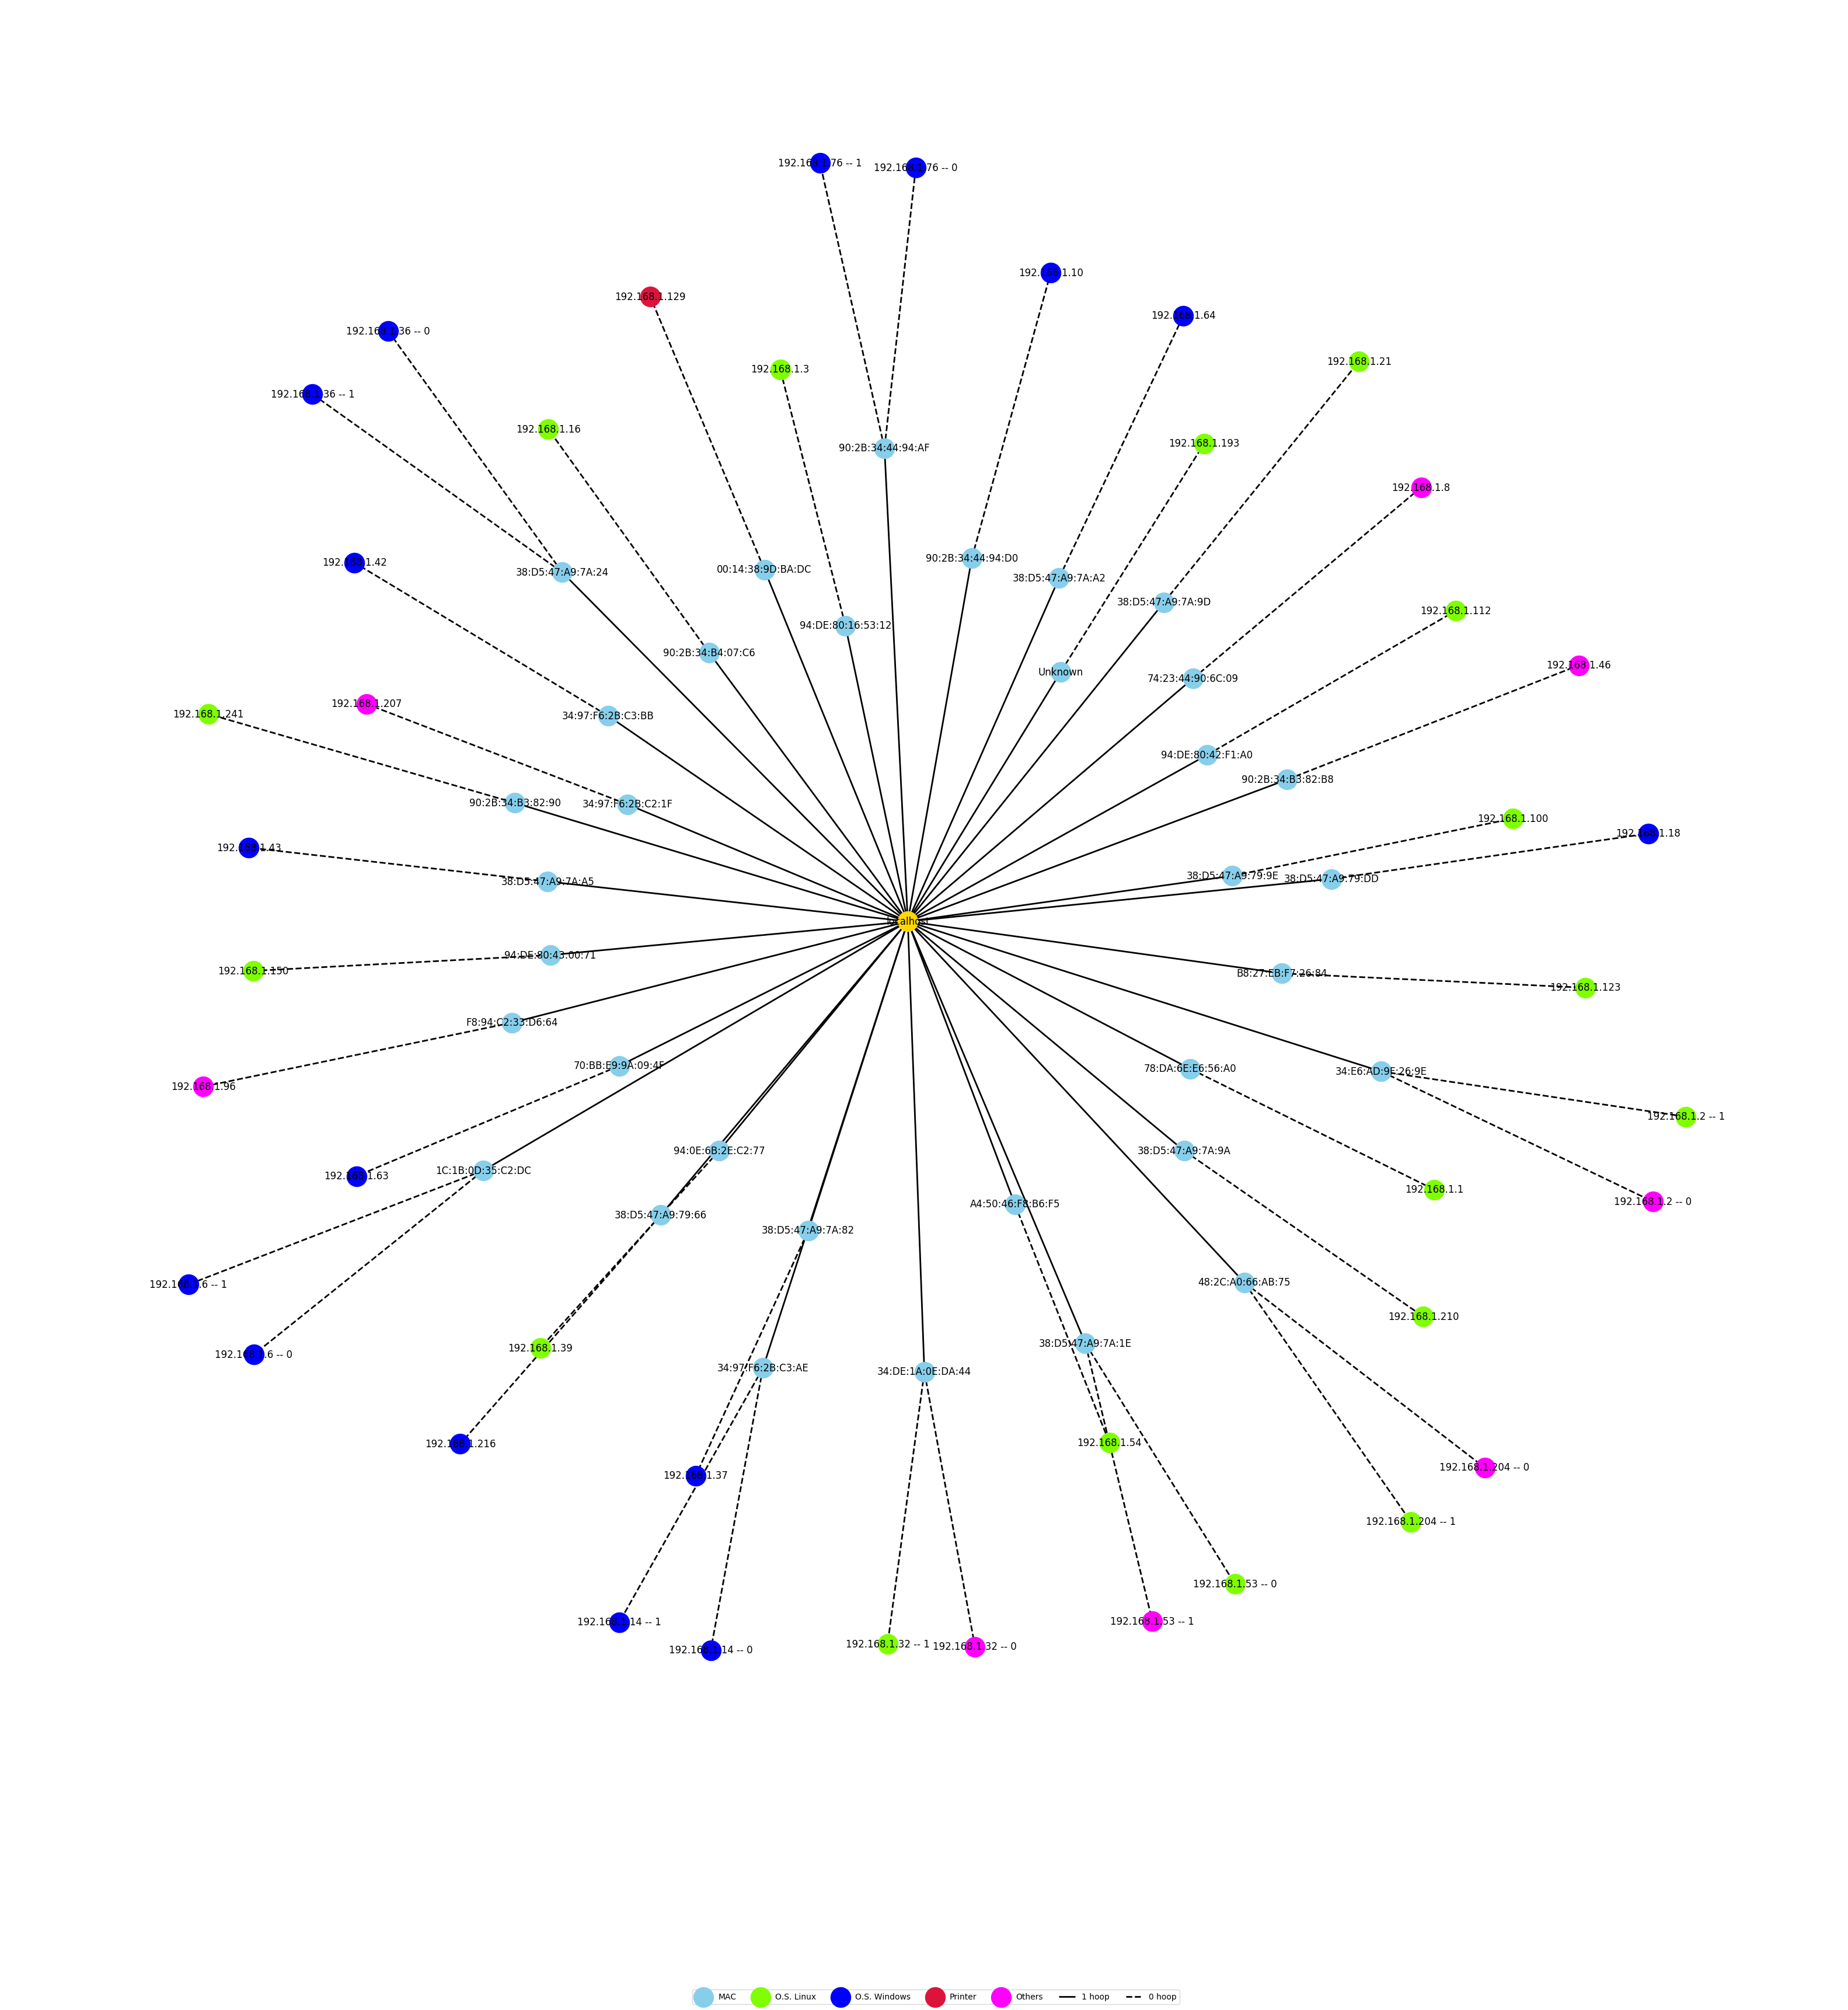 192.168.1.76 -- 1
192.168.1.76 -- 0
192.168.1.10
192.168.1.129
192.168.1.64
192.168.1.36 -- 0
192.168.1.21
192.168.1.3
192.168.1.36 -- 1
192.168.1.16
192.168.1.193
90:2B:34:44:94:AF
192.168.1.8
90:2B:34:44:94:D0
192.168.1.42
00:14:38:9D:BA:DC
38:D5:47:A9:7A:24
38:D5:47:A9:7A:A2
38:D5:47:A9:7A:9D
192.168.1.112
94:DE:80:16:53:12
90:2B:34:B4:07:C6
192.168.1.46
Unknown
74:23:44:90:6C:09
192.168.1.207
192.168.1.241
34:97:F6:2B:C3:BB
94:DE:80:42:F1:A0
90:2B:34:B3:82:B8
90:2B:34:B3:82:90
34:97:F6:2B:C2:1F
192.168.1.100
192.168.1.18
192.168.1.43
38:D5:47:A9:79:9E
38:D5:47:A9:79:DD
38:D5:47:A9:7A:A5
localhost
94:DE:80:43:00:71
192.168.1.150
B8:27:EB:F7:26:84
192.168.1.123
F8:94:C2:33:D6:64
70:BB:E9:9A:09:4F
78:DA:6E:E6:56:A0
34:E6:AD:9E:26:9E
192.168.1.96
192.168.1.2 -- 1
94:0E:6B:2E:C2:77
38:D5:47:A9:7A:9A
1C:1B:0D:35:C2:DC
192.168.1.63
192.168.1.1
192.168.1.2 -- 0
A4:50:46:F8:B6:F5
38:D5:47:A9:79:66
38:D5:47:A9:7A:82
48:2C:A0:66:AB:75
192.168.1.6 -- 1
192.168.1.210
38:D5:47:A9:7A:1E
192.168.1.39
192.168.1.6 -- 0
34:97:F6:2B:C3:AE
34:DE:1A:0E:DA:44
192.168.1.54
192.168.1.216
192.168.1.204 -- 0
192.168.1.37
192.168.1.204 -- 1
192.168.1.53 -- 0
192.168.1.53 -- 1
192.168.1.14 -- 1
192.168.1.32 -- 1
192.168.1.32 -- 0
192.168.1.14 -- 0
MAC
O.S. Linux
O.S. Windows
Printer
Others
1 hoop
0 hoop